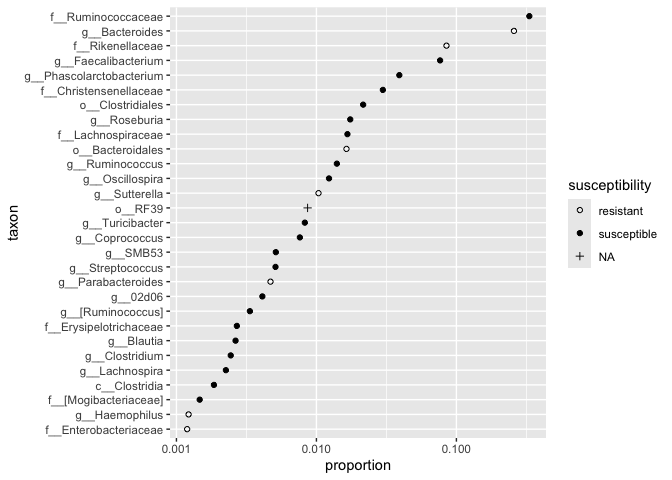 f__Ruminococcaceae
g__Bacteroides
f__Rikenellaceae
g__Faecalibacterium
g__Phascolarctobacterium
f__Christensenellaceae
o__Clostridiales
g__Roseburia
f__Lachnospiraceae
o__Bacteroidales
g__Ruminococcus
g__Oscillospira
g__Sutterella
o__RF39
g__Turicibacter
g__Coprococcus
g__SMB53
g__Streptococcus
g__Parabacteroides
g__02d06
g__[Ruminococcus]
f__Erysipelotrichaceae
g__Blautia
g__Clostridium
g__Lachnospira
c__Clostridia
f__[Mogibacteriaceae]
g__Haemophilus
f__Enterobacteriaceae
taxon
0.001 0.010 0.100
proportion
susceptibility
resistant
susceptible
NA